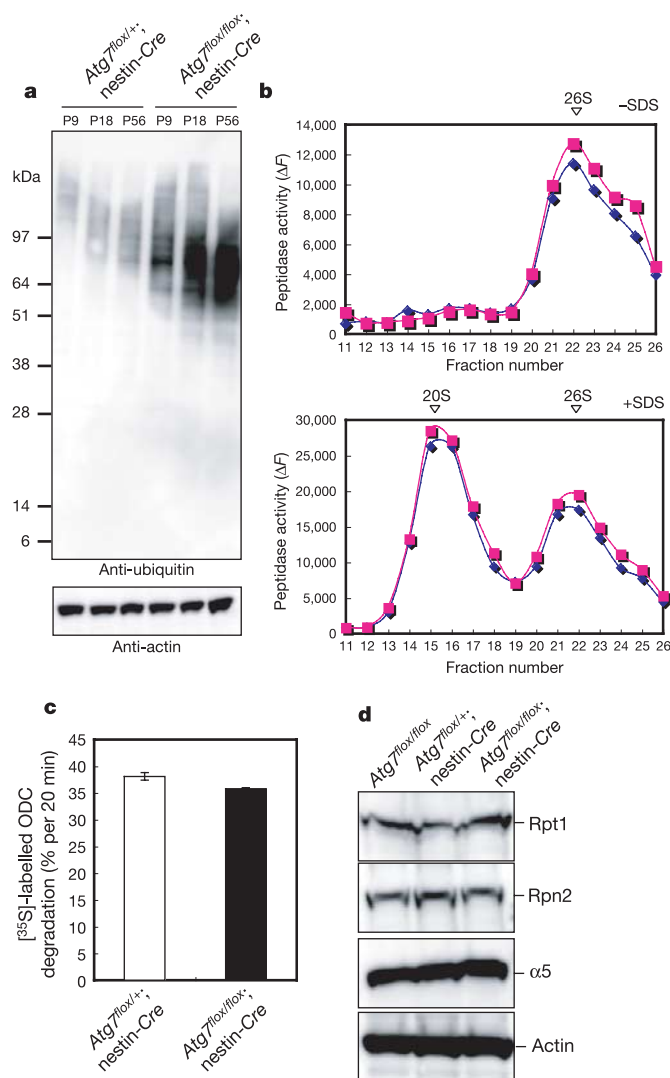 a
Atg7flox/+;
nestin-Cre
Atg7flox/flox;
nestin-Cre
P9 P18 P56 P9 P18 P56
kDa
97
64
51
38
28
14
6
Anti-ubiquitin
Anti-actin
b
26S
–SDS
Peptidase activity (ΔF)
14,000
12,000
10,000
8,000
6,000
4,000
2,000
0
11 12 13 14 15 16 17 18 19 20 21 22 23 24 25 26
Fraction number
20S 26S +SDS
Peptidase activity (ΔF)
30,000
25,000
20,000
15,000
10,000
5,000
0
11 12 13 14 15 16 17 18 19 20 21 22 23 24 25 26
Fraction number
c
[35S]-labelled ODC
degradation (% per 20 min)
45
40
35
30
25
20
15
10
5
0
Atg7flox/+;
nestin-Cre
Atg7flox/flox;
nestin-Cre
d
Atg7flox/flox
Atg7flox/+;
nestin-Cre
Atg7flox/flox;
nestin-Cre
Rpt1
Rpn2
α5
Actin